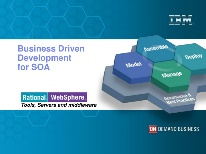 IBM
Business Driven
Development
for SOA
Assemble
Deploy
Model
Manage
Governance &
Best Practices
Rational WebSphere
Tools, Servers and middleware
ON DEMAND BUSINESS